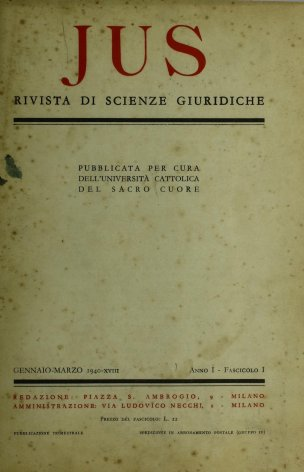 JUS
RIVISTA DI SCIENZE GIURIDICHE
PUBBLICATA PER CURA
DELL'UNIVERSITÀ CATTOLICA
DEL SACRO CUORE
GENNAIO-MARZO 1940-XVIII ANNO I - FASCICOLO I
REDAZIONE: PIAZZA S. AMBROGIO, 9 - MILANO
AMMINISTRAZIONE: VIA LUDOVICO NECCHI, 2 - MILANO
PREZZO DEL FASCICOLO: L. 22
PUBBLICAZIONE TRIMESTRALE SPEDIZIONE IN ABBONAMENTO POSTALE (GRUPPO